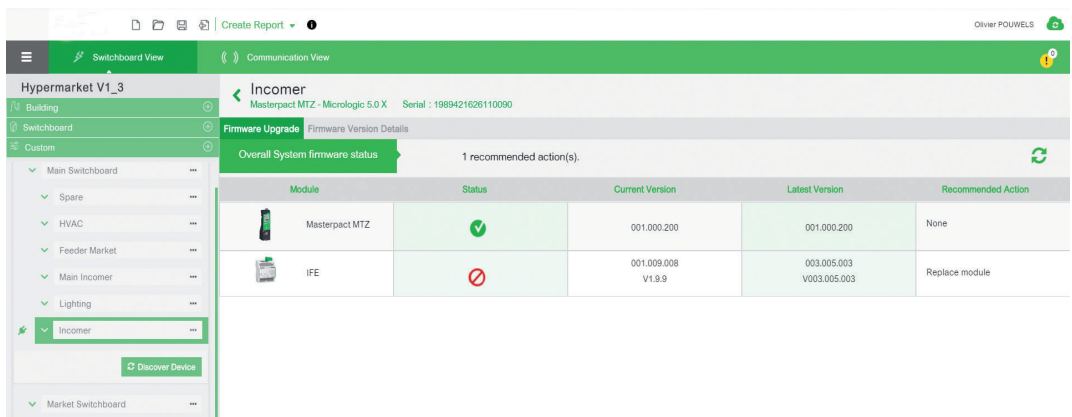 Create Report
Olivier POUWELS
Switchboard View
Communication View
0
Hypermarket V1_3
Building
Switchboard
Custom
Main Switchboard
Spare
HVAC
Feeder Market
Main Incomer
Lighting
Incomer
Discover Device
Market Switchboard
Incomer
Masterpact MTZ - Micrologic 5.0 X Serial : 1989421626110090
Firmware Upgrade Firmware Version Details
Overall System firmware status 1 recommended action(s).
Module Status Current Version Latest Version Recommended Action
Masterpact MTZ 001.000.200 001.000.200 None
IFE 001.009.008 003.005.003 Replace module
V1.9.9 V003.005.003